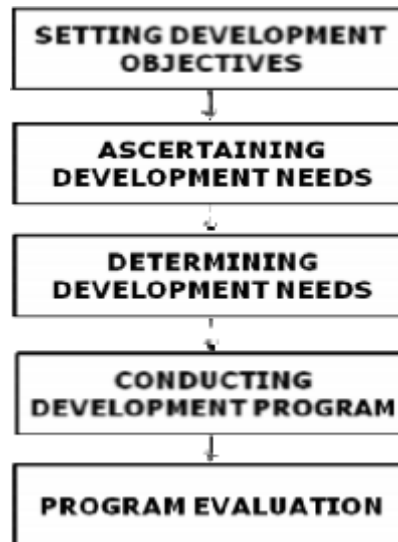 SETTING DEVELOPMENT
OBJECTIVES
ASCERTAINING
DEVELOPMENT NEEDS
DETERMINING
DEVELOPMENT NEEDS
CONDUCTING
DEVELOPMENT PROGRAM
PROGRAM EVALUATION